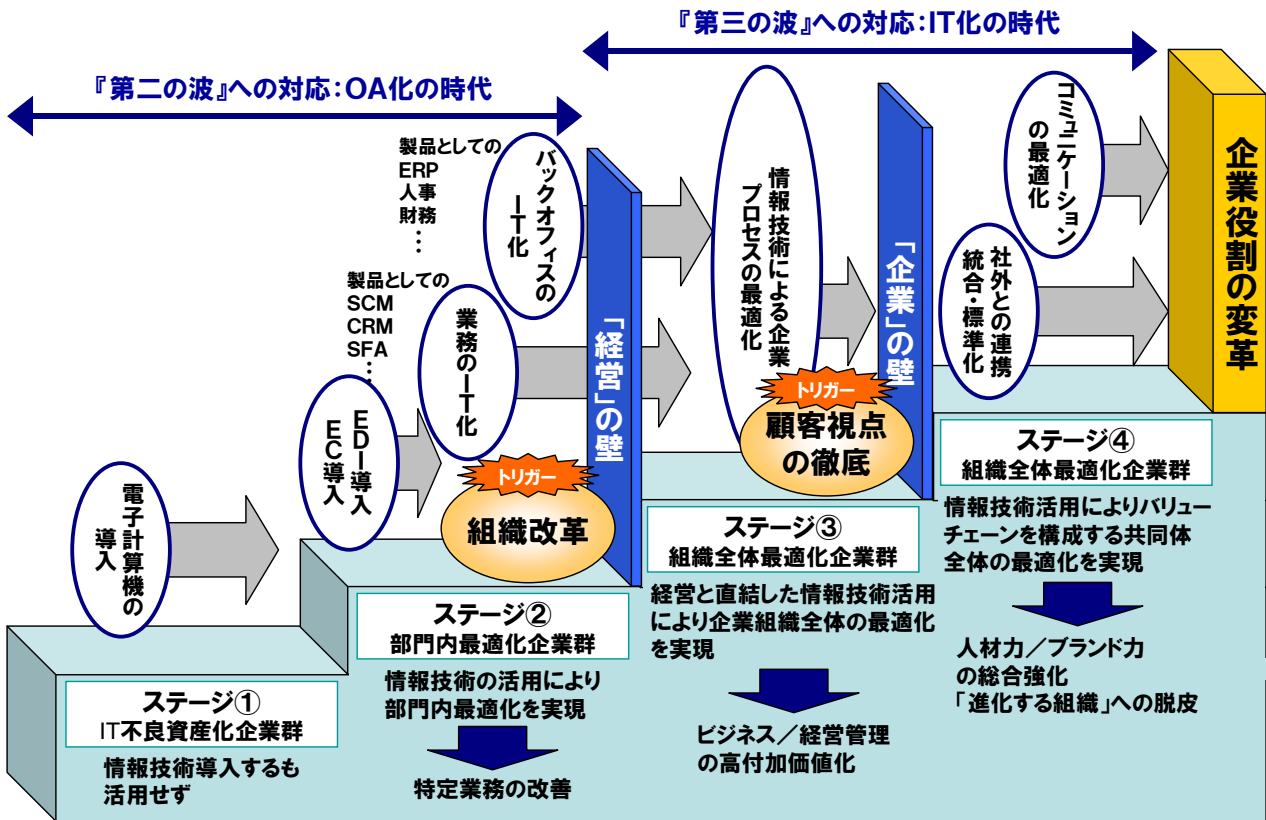 『第三の波』への対応：IT化の時代
『第二の波』への対応：OA化の時代
製品としての
ERP
人事
財務
…
バックオフィスの
IT化
製品としての
SCM
CRM
SFA
…
業務のIT化
EDI導入
EC導入
電子計算機の
導入
トリガー
組織改革
「経営」の壁
情報技術による企業
プロセスの最適化
トリガー
顧客視点
の徹底
「企業」の壁
コミュニケーション
の最適化
社外との連携
統合・標準化
企業役割の変革
ステージ①
IT不良資産化企業群
情報技術導入するも
活用せず
ステージ②
部門内最適化企業群
情報技術の活用により
部門内最適化を実現
特定業務の改善
ステージ③
組織全体最適化企業群
経営と直結した情報技術活用
により企業組織全体の最適化
を実現
ビジネス／経営管理
の高付加価値化
ステージ④
組織全体最適化企業群
情報技術活用によりバリュー
チェーンを構成する共同体
全体の最適化を実現
人材力／ブランド力
の総合強化
「進化する組織」への脱皮